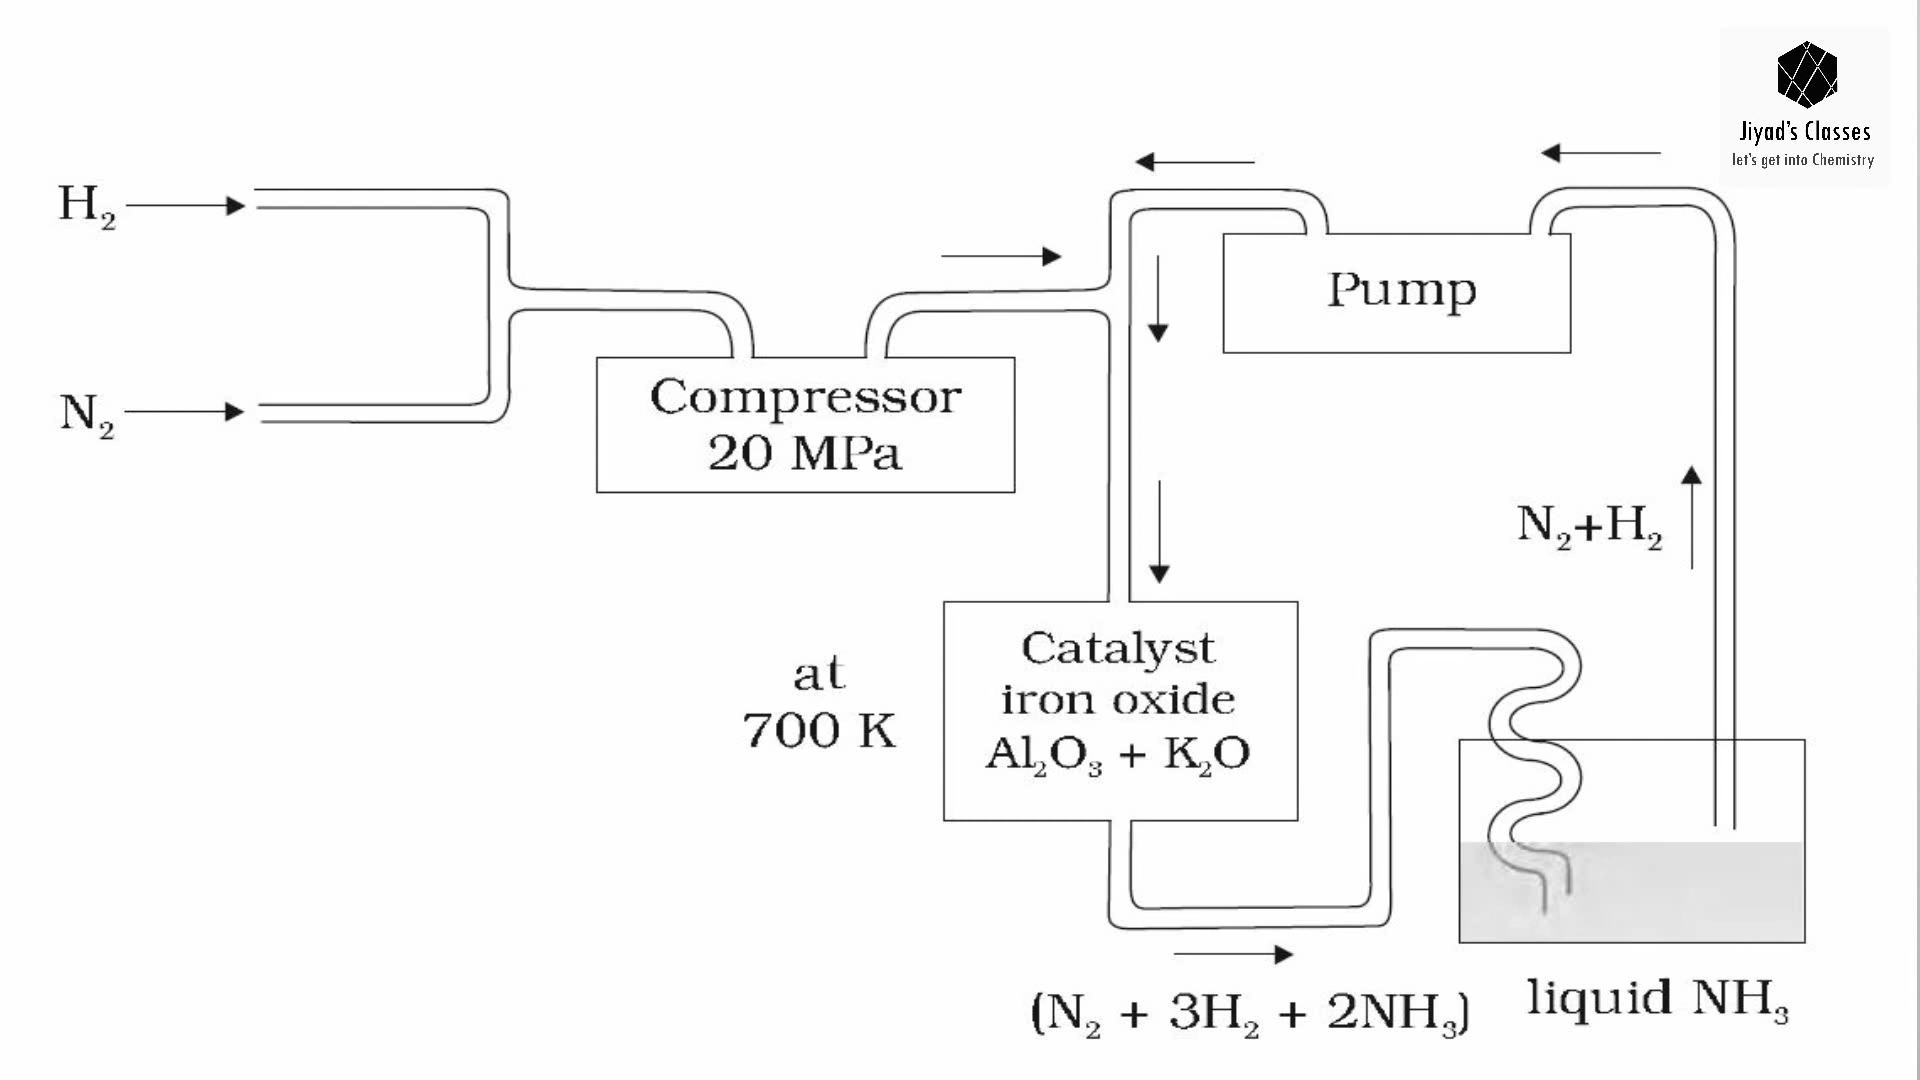 Jiyad's Classes
let's get into Chemistry
H₂
N₂
Compressor
20 MPa
Pump
N₂+H₂
at
700 K
Catalyst
iron oxide
Al₂O₃ + K₂O
(N₂ + 3H₂ + 2NH₃)
liquid NH₃